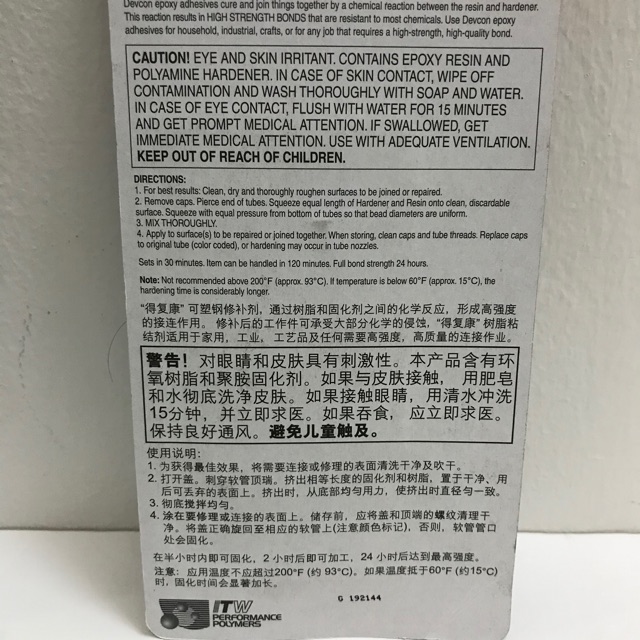 Devcon epoxy adhesives cure and join things together by a chemical reaction between the resin and hardener.
This reaction results in HIGH STRENGTH BONDS that are resistant to most chemicals. Use Devcon epoxy
adhesives for household, industrial, crafts, or for any job that requires a high-strength, high-quality bond.
CAUTION! EYE AND SKIN IRRITANT. CONTAINS EPOXY RESIN AND
POLYAMINE HARDENER. IN CASE OF SKIN CONTACT, WIPE OFF
CONTAMINATION AND WASH THOROUGHLY WITH SOAP AND WATER.
IN CASE OF EYE CONTACT, FLUSH WITH WATER FOR 15 MINUTES
AND GET PROMPT MEDICAL ATTENTION. IF SWALLOWED, GET
IMMEDIATE MEDICAL ATTENTION. USE WITH ADEQUATE VENTILATION.
KEEP OUT OF REACH OF CHILDREN.
DIRECTIONS:
1. For best results: Clean, dry and thoroughly roughen surfaces to be joined or repaired.
2. Remove caps. Pierce end of tubes. Squeeze equal length of Hardener and Resin onto clean, discardable
surface. Squeeze with equal pressure from bottom of tubes so that bead diameters are uniform.
3. MIX THOROUGHLY.
4. Apply to surface(s) to be repaired or joined together. When storing, clean caps and tube threads. Replace caps
to original tube (color coded), or hardening may occur in tube nozzles.
Sets in 30 minutes. Item can be handled in 120 minutes. Full bond strength 24 hours.
Note: Not recommended above 200°F (approx. 93°C). If temperature is below 60°F (approx. 15°C), the
hardening time is considerably longer.
“得复康” 可塑钢修补剂，通过树脂和固化剂之间的化学反应，形成高强度
的接连作用。 修补后的工作件可承受大部分化学的侵蚀，“得复康” 树脂粘
结剂适用于家用，工业， 工艺品及任何需要高强度，高质量的连接作业。
警告！对眼睛和皮肤具有刺激性。本产品含有环
氧树脂和聚胺固化剂。如果与皮肤接触， 用肥皂
和水彻底洗净皮肤。如果接触眼睛，用清水冲洗
15分钟，并立即求医。如果吞食， 应立即求医。
保持良好通风。避免儿童触及。
使用说明：
1. 为获得最佳效果，将需要连接或修理的表面清洗干净及吹干。
2. 打开盖。刺穿软管顶端。挤出相等长度的固化剂和树脂，置于干净、用
后可丢弃的表面上。挤出时，从底部均匀用力，使挤出时直径匀一致。
3. 彻底搅拌均匀。
4. 涂在要修理或连接的表面上。储存前，应将盖和顶端的螺纹清理干
净。将盖正确旋回至相应的软管上(注意颜色标记)，否则，软管管口
处会固化。
在半小时内即可固化，2 小时后即可加工，24 小时后达到最高强度。
注意： 应用温度不应超过200°F (约 93°C)。如果温度抵于60°F (约15°C)
时，固化时间会显著加长。
ITW
PERFORMANCE
POLYMERS
G 192144